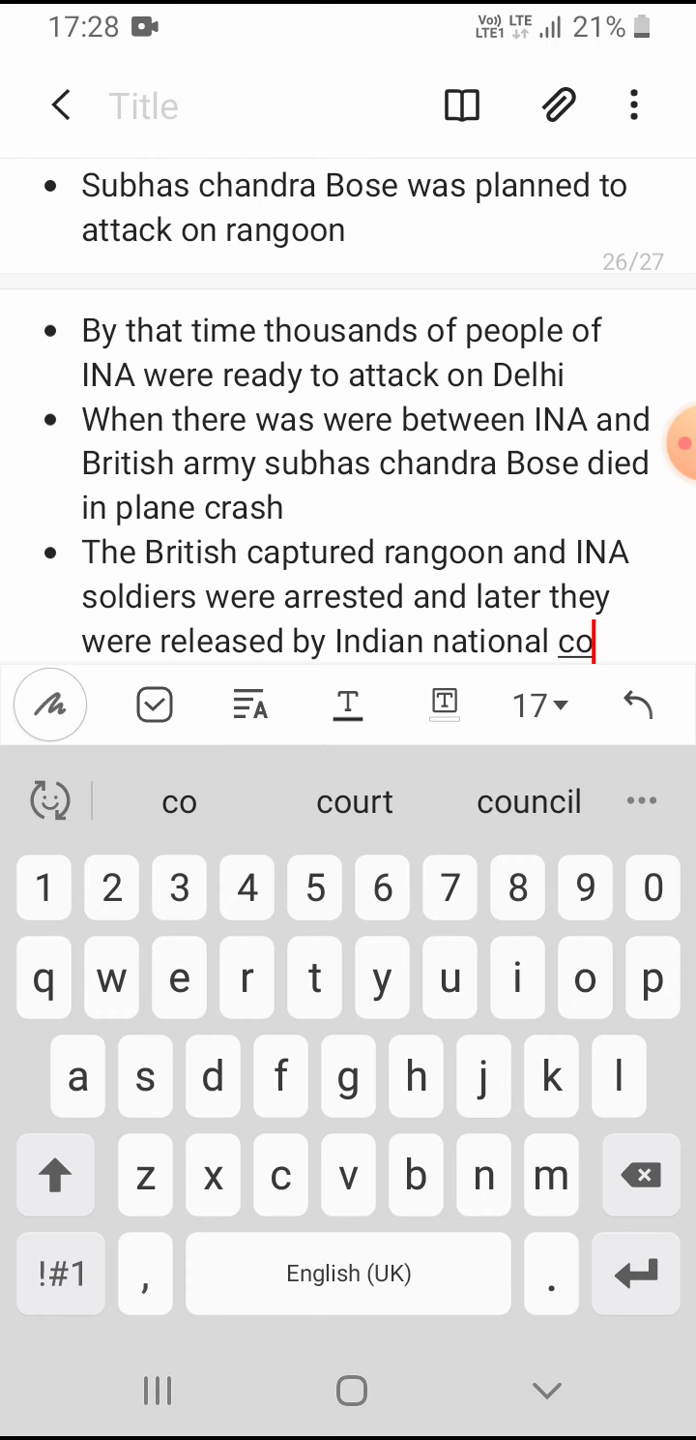 17:28 Vo)) LTE LTE1 21%
Title
• Subhas chandra Bose was planned to
attack on rangoon
26/27
• By that time thousands of people of
INA were ready to attack on Delhi
• When there was were between INA and
British army subhas chandra Bose died
in plane crash
• The British captured rangoon and INA
soldiers were arrested and later they
were released by Indian national co
A T T 17
co court council
1 2 3 4 5 6 7 8 9 0
q w e r t y u i o p
a s d f g h j k l
z x c v b n m
!#1 , English (UK) .